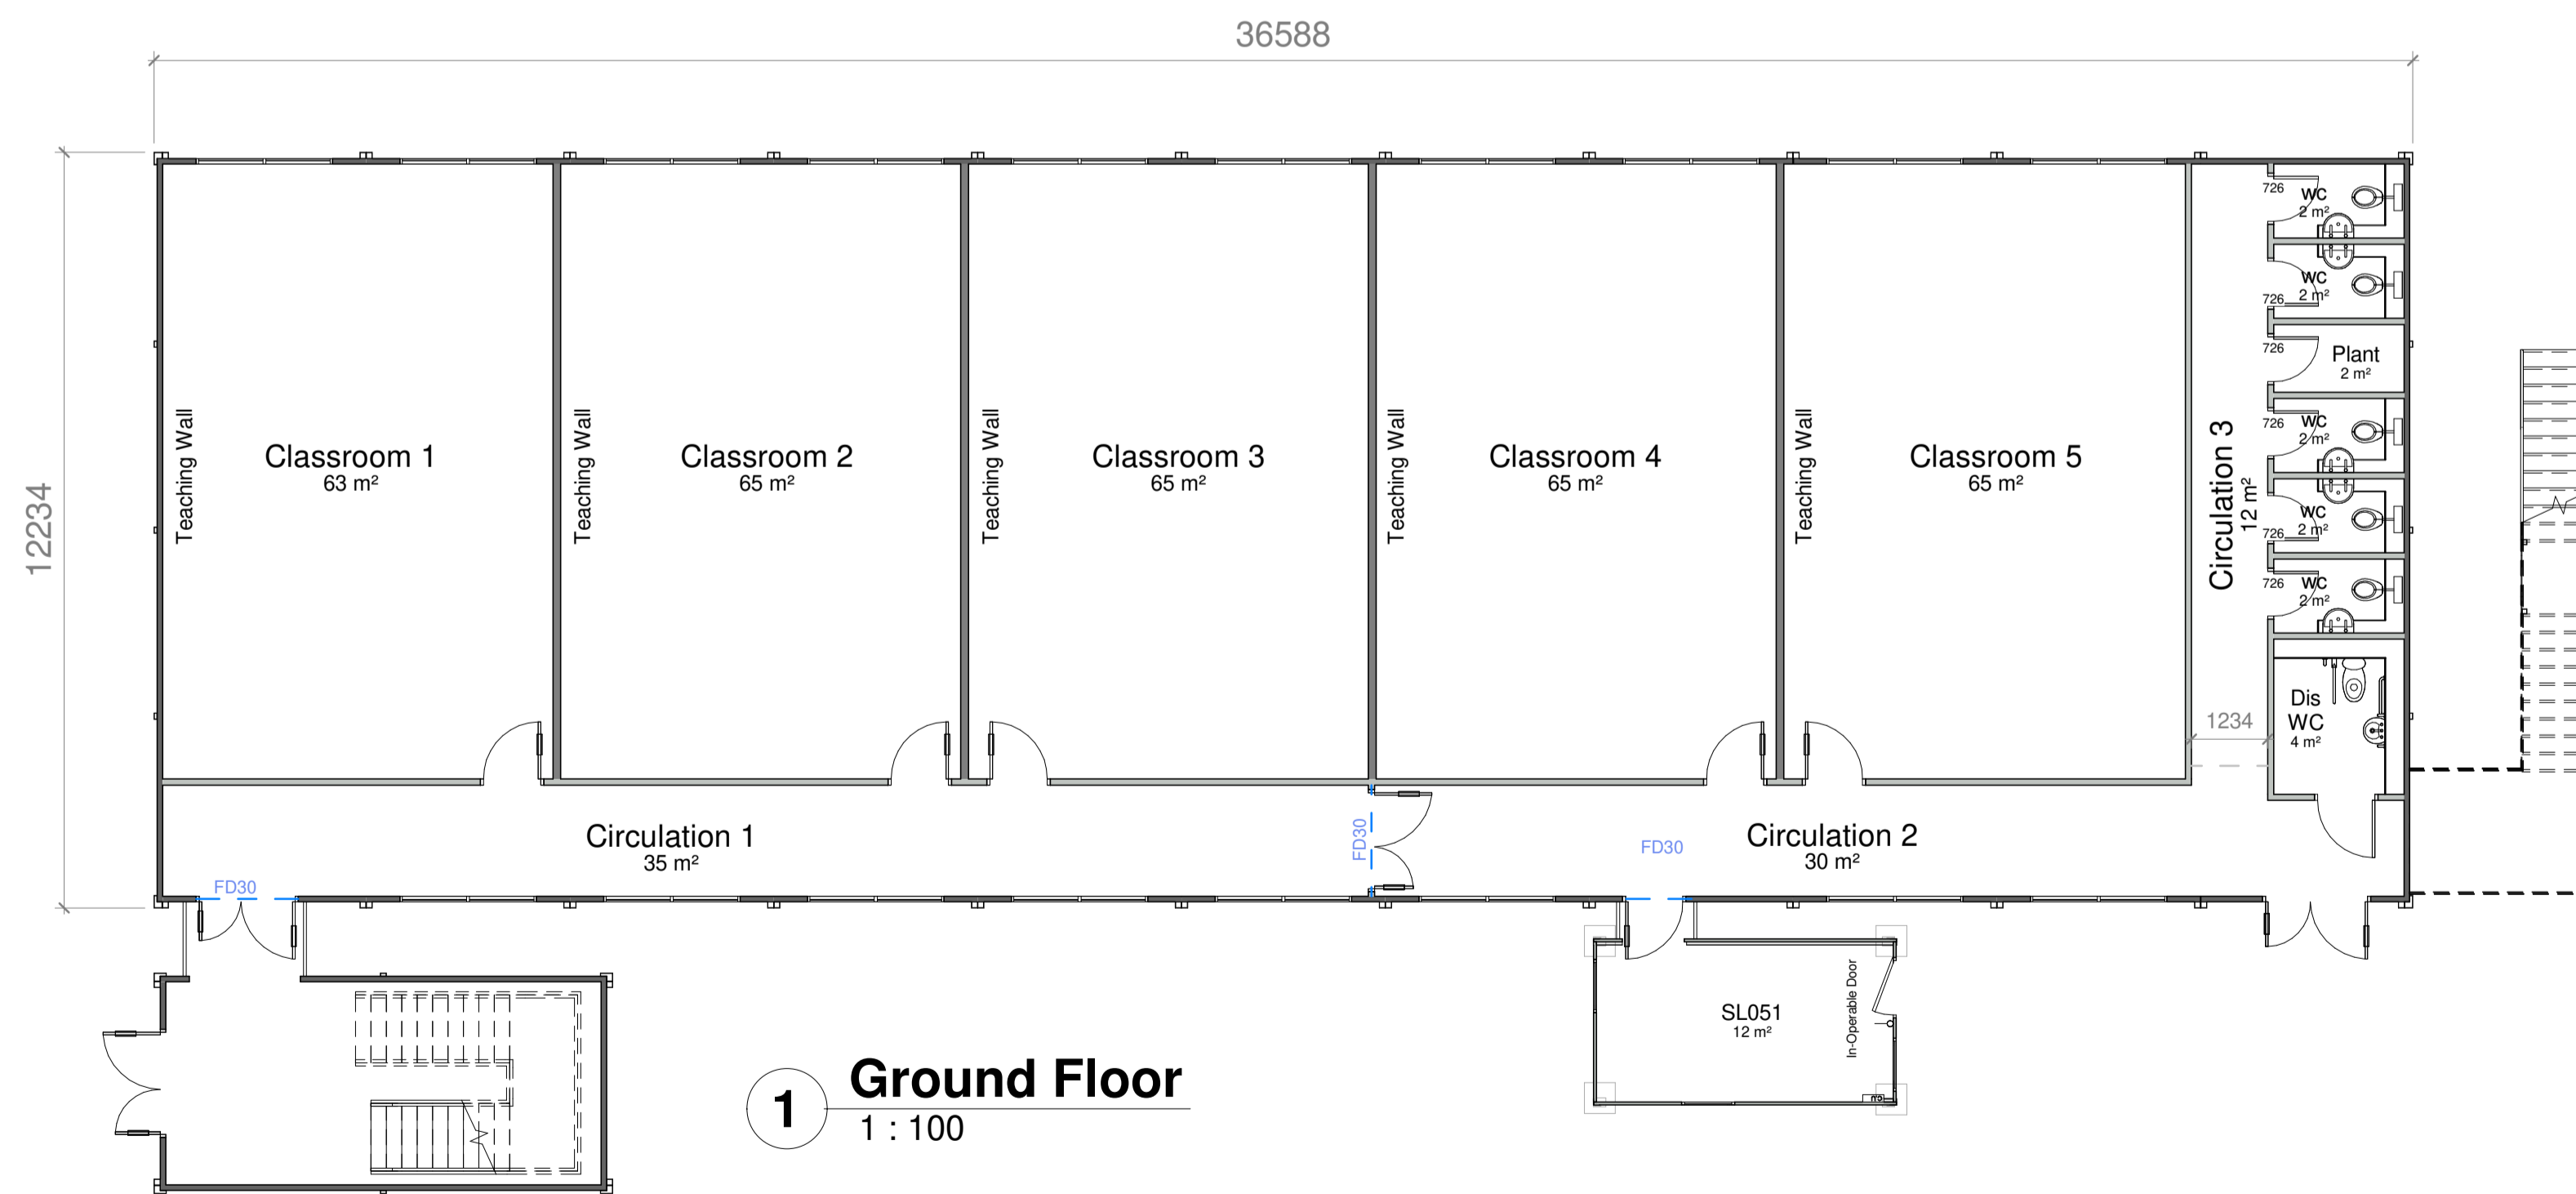 36588
12234
Teaching Wall
Classroom 1
63 m²
Teaching Wall
Classroom 2
65 m²
Teaching Wall
Classroom 3
65 m²
Teaching Wall
Classroom 4
65 m²
Teaching Wall
Classroom 5
65 m²
Circulation 3
12 m²
726
WC
2 m²
726
WC
2 m²
726
Plant
2 m²
726
WC
2 m²
726
WC
2 m²
726
WC
2 m²
1234
Dis
WC
4 m²
Circulation 1
35 m²
FD30
FD30
FD30
Circulation 2
30 m²
SL051
12 m²
In-Operable Door
1
Ground Floor
1 : 100